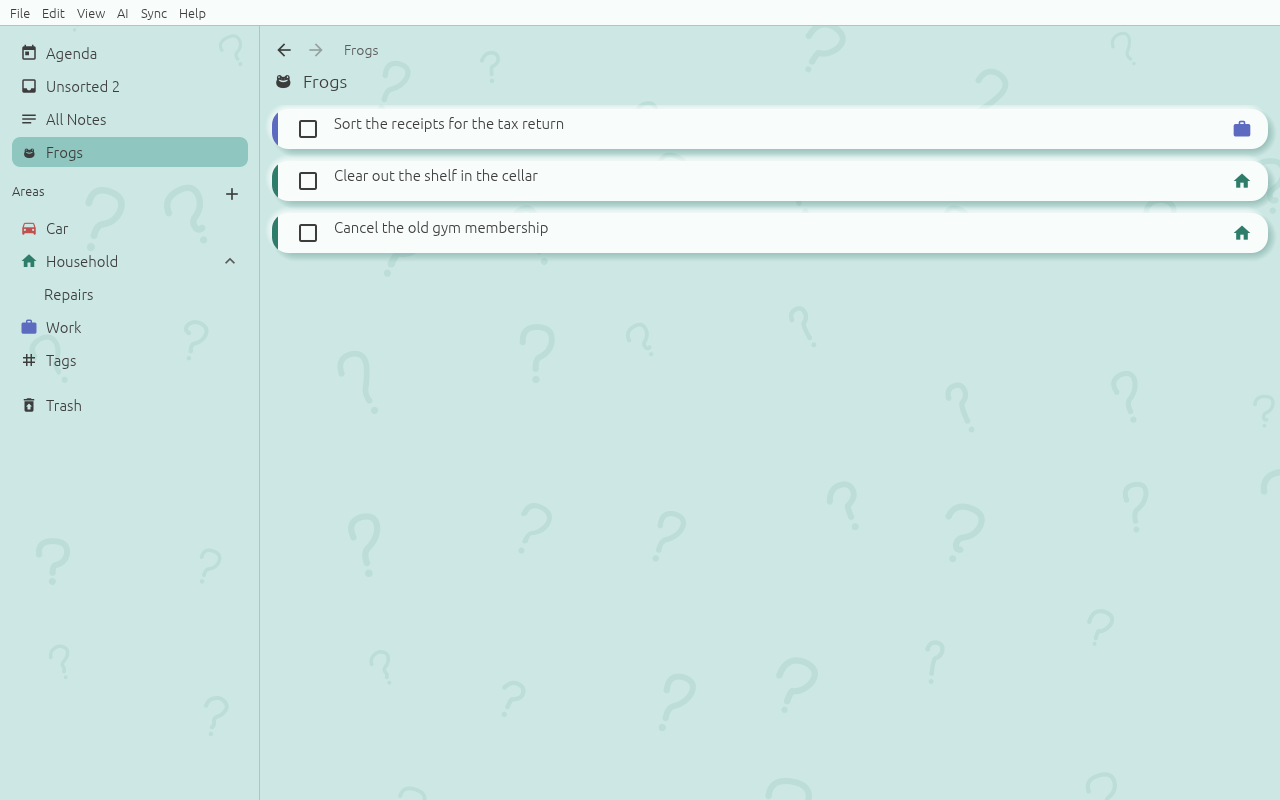 File Edit View AI Sync Help
Agenda
Unsorted 2
All Notes
Frogs
Areas
Car
Household
Repairs
Work
Tags
Trash
Frogs
Frogs
Sort the receipts for the tax return
Clear out the shelf in the cellar
Cancel the old gym membership